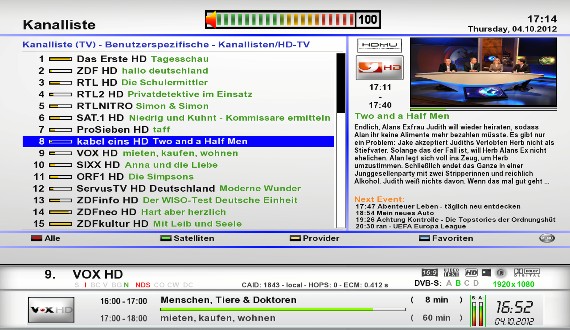 Kanalliste
100
17:14
Thursday, 04.10.2012
Kanalliste (TV) - Benutzerspezifische - Kanallisten/HD-TV
1 Das Erste HD Tagesschau
2 ZDF HD hallo deutschland
3 RTL HD Die Schulermittler
4 RTL2 HD Privatdetektive im Einsatz
5 RTLNITRO Simon & Simon
6 SAT.1 HD Niedrig und Kuhnt - Kommissare ermitteln
7 ProSieben HD taff
8 kabel eins HD Two and a Half Men
9 VOX HD mieten, kaufen, wohnen
10 SIXX HD Anna und die Liebe
11 ORF1 HD Die Simpsons
12 ServusTV HD Deutschland Moderne Wunder
13 ZDFinfo HD Der WISO-Test Deutsche Einheit
14 ZDFneo HD Hart aber herzlich
15 ZDFkultur HD Mit Leib und Seele
HDMU
HD
17:11
-
17:40
Two and a Half Men
Endlich, Alans Exfrau Judith will wieder heiraten, sodass
Alan ihr keine Alimente mehr bezahlen müsste. Es gibt nur
ein Problem: Jake akzeptiert Judiths Verlobten Herb nicht als
Stiefvater. Solange das der Fall ist, will Herb Alans Ex nicht
ehelichen. Alan legt sich voll ins Zeug, um Herb
umzustimmen. Schließlich endet das Ganze in einer
Junggesellenparty mit zwei Stripperinnen und reichlich
Alkohol. Judith weiß nichts davon. Wenn das mal gut geht ...
Next Event:
17:47 Abenteuer Leben - täglich neu entdecken
18:54 Mein neues Auto
19:26 Achtung Kontrolle - Die Topstories der Ordnungshüt
20:30 ran - UEFA Europa League
Alle
Satelliten
Provider
Favoriten
9. VOX HD
16:9
HD
DOLBY DIGITAL
S I BC V BG N NDS CO CW DC
CAID: 1843 - local - HOPS: 0 - ECM: 0.412 s
DVB-S: A B C D
1920 x 1080
VOX HD
16:00 - 17:00 Menschen, Tiere & Doktoren ( 8 min )
17:00 - 18:00 mieten, kaufen, wohnen ( 60 min )
S A
16:52
04.10.2012